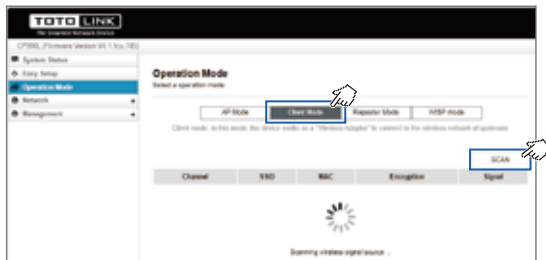 TOTO LINK
The Smartest Network Device
System Status
Easy Setup
Operation Mode
Network
Management
Operation Mode
Select a operation mode.
AP Mode Client Mode Repeater Mode WISP mode
Client mode: In this mode, the device works as a "Wireless Adapter" to connect to the wireless network of upstream.
SCAN
Channel SSID MAC Encryption Signal
Scanning wireless signal source ...